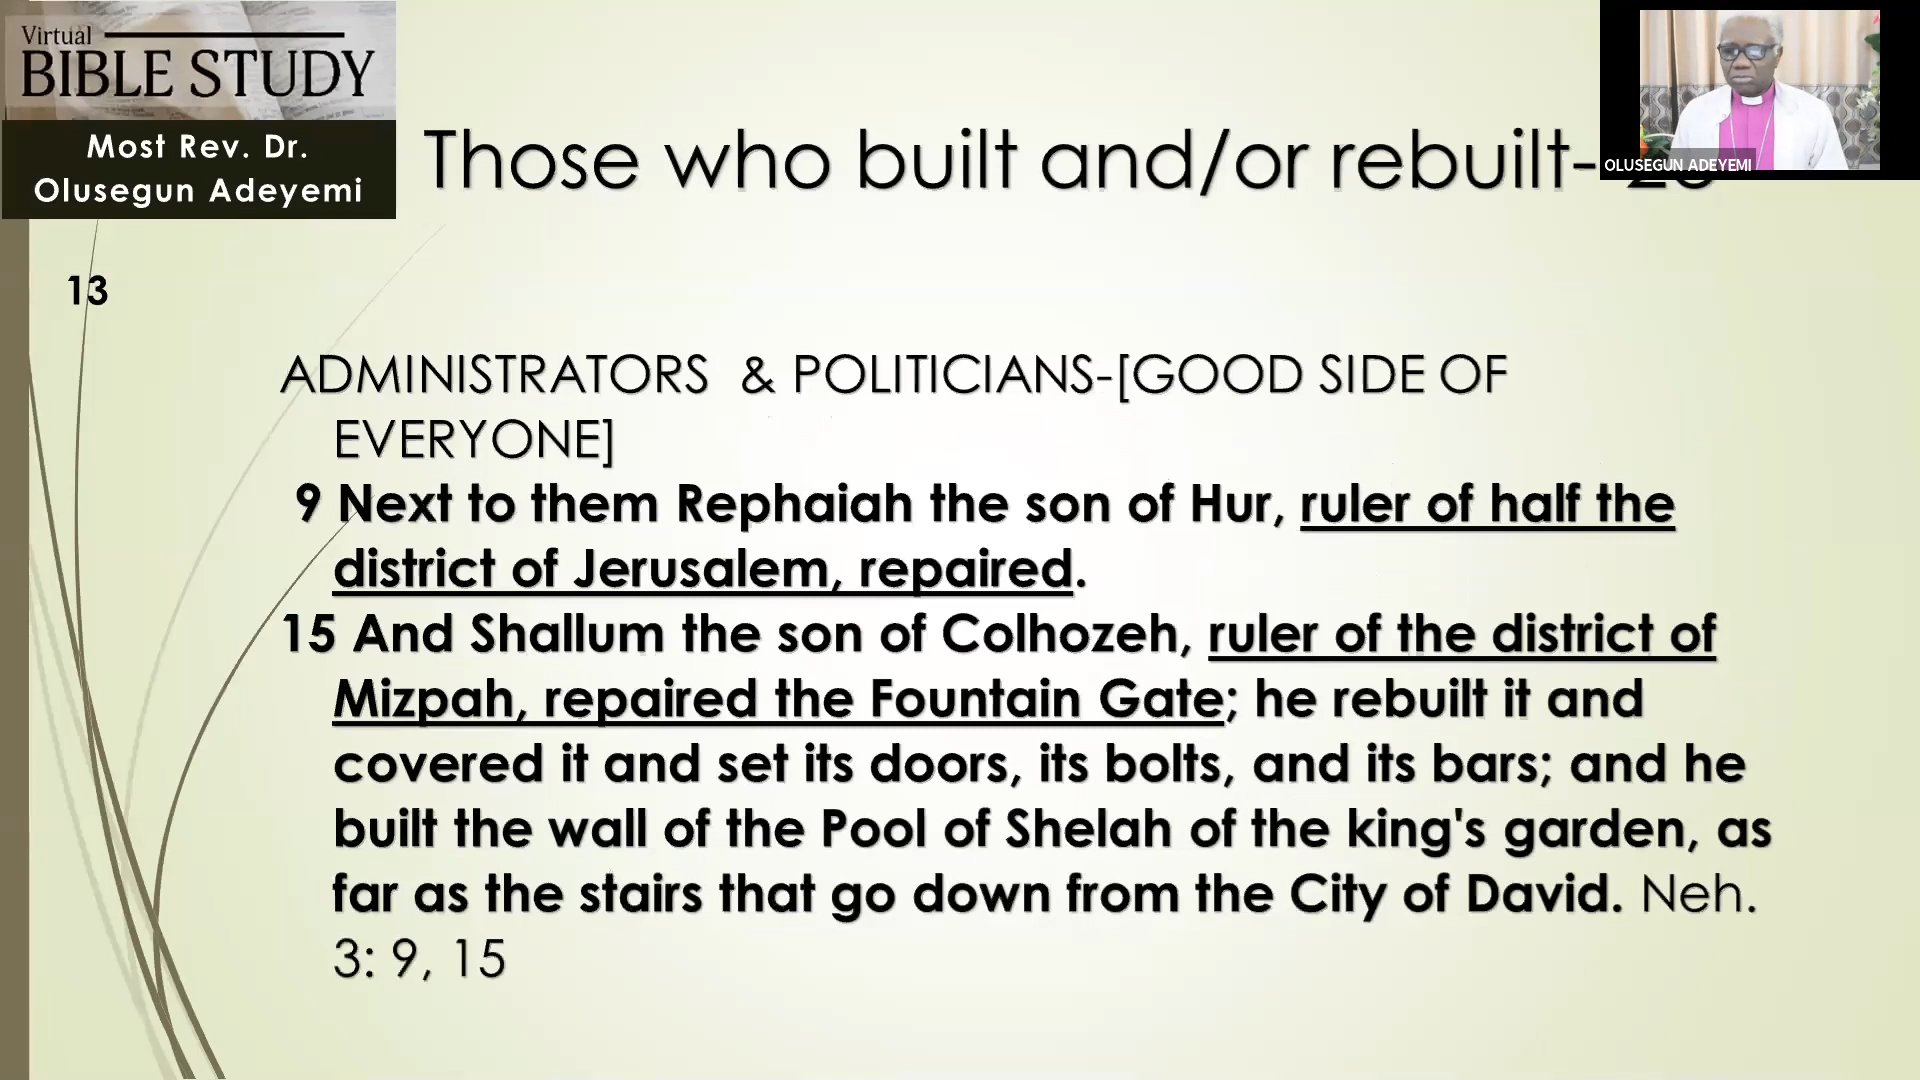 Virtual
BIBLE STUDY
Most Rev. Dr.
Olusegun Adeyemi
Those who built and/or rebuilt-
OLUSEGUN ADEYEMI
13
ADMINISTRATORS & POLITICIANS-[GOOD SIDE OF
EVERYONE]
9 Next to them Rephaiah the son of Hur, ruler of half the
district of Jerusalem, repaired.
15 And Shallum the son of Colhozeh, ruler of the district of
Mizpah, repaired the Fountain Gate; he rebuilt it and
covered it and set its doors, its bolts, and its bars; and he
built the wall of the Pool of Shelah of the king's garden, as
far as the stairs that go down from the City of David. Neh.
3: 9, 15